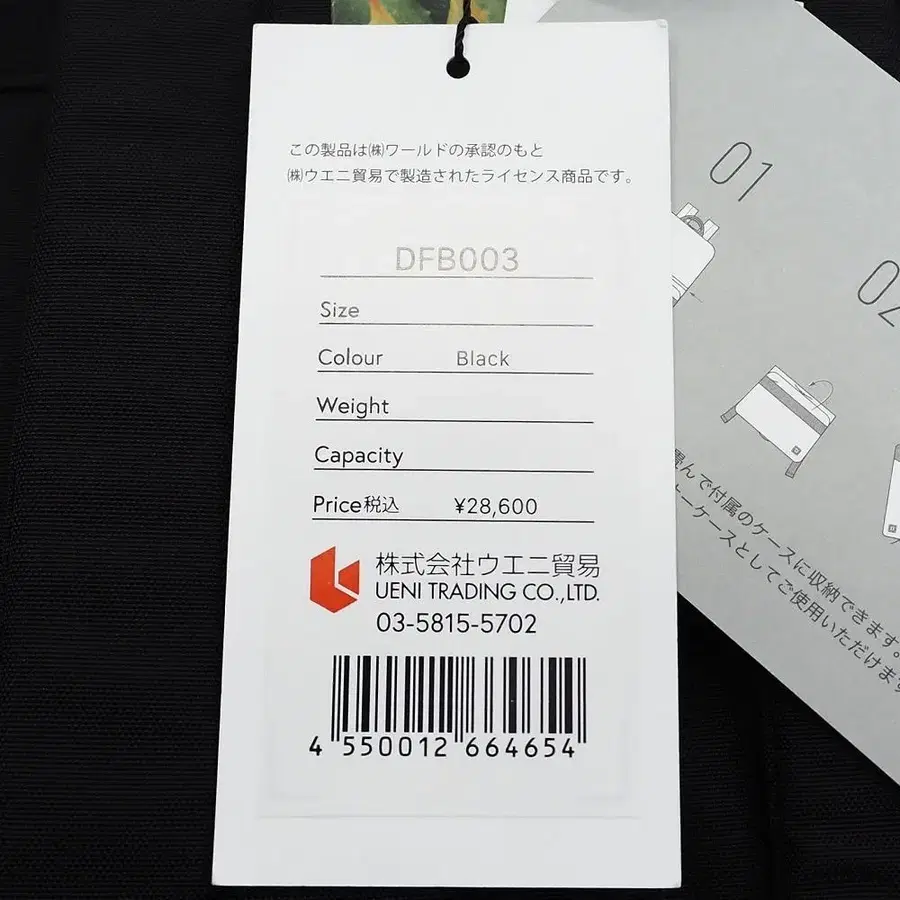 この製品は㈱ワールドの承認のもと
㈱ウエニ貿易で製造されたライセンス商品です。
DFB003
Size
Colour Black
Weight
Capacity
Price税込 ¥28,600
株式会社ウエニ貿易
UENI TRADING CO.,LTD.
03-5815-5702
4 550012 664654
01
02
んで付属のケースに収納できます。
ケースとしてご使用いただけます